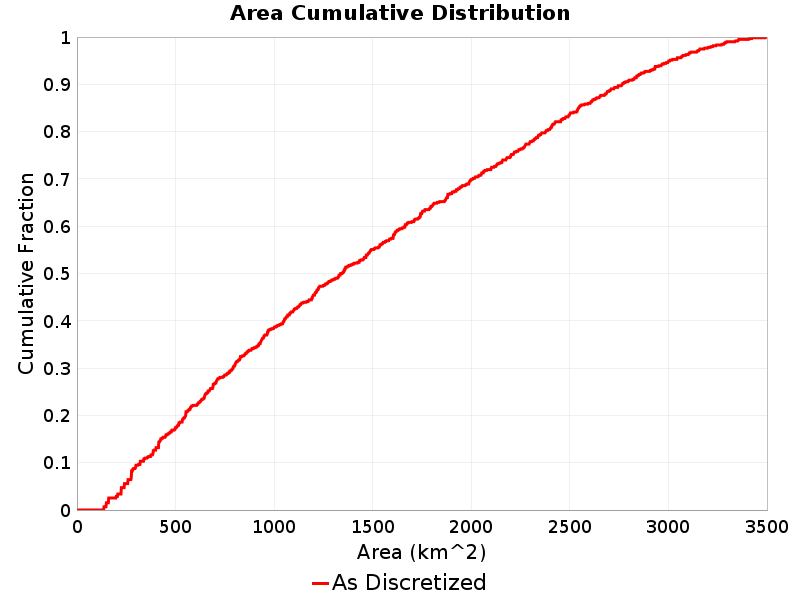 Area Cumulative Distribution
Cumulative Fraction
1
0.9
0.8
0.7
0.6
0.5
0.4
0.3
0.2
0.1
0
0 500 1000 1500 2000 2500 3000 3500
Area (km^2)
As Discretized